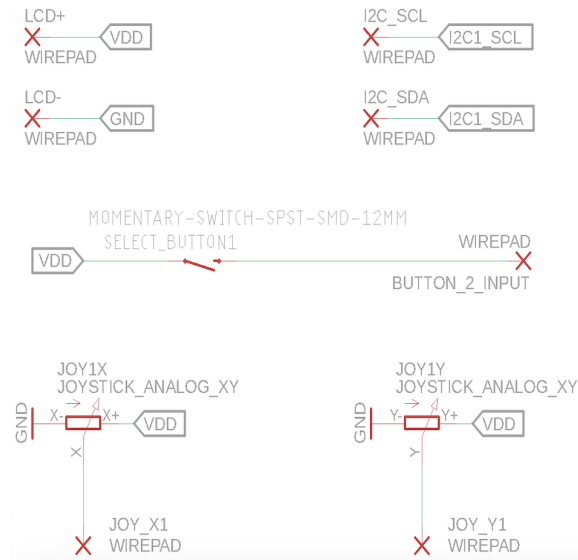 LCD+
VDD
WIREPAD
I2C_SCL
I2C1_SCL
WIREPAD
LCD-
GND
WIREPAD
I2C_SDA
I2C1_SDA
WIREPAD
MOMENTARY-SWITCH-SPST-SMD-12MM
SELECT_BUTTON1
WIREPAD
VDD
BUTTON_2_INPUT
JOY1X
JOYSTICK_ANALOG_XY
GND
X-
X+
VDD
X
JOY_X1
WIREPAD
JOY1Y
JOYSTICK_ANALOG_XY
GND
Y-
Y+
VDD
Y
JOY_Y1
WIREPAD